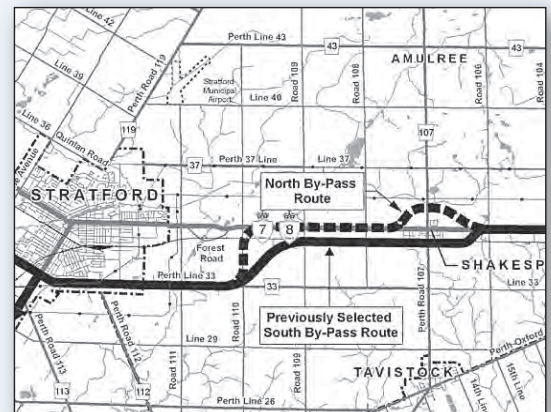 Line 42
Perth Line 43
43
43
AMULREE
Perth Road 119
Line 39
Stratford
Municipal
Airport
Road 109
Road 108
Road 106
Road 104
Line 40
Line 36
Quinlan Road
119
107
Avenue
37
Perth 37 Line
Line 37
STRATFORD
North By-Pass
Route
7
8
Forest
Road
SHAKESP
Perth Line 33
33
Line 33
Road 110
Perth Road 107
Previously Selected
South By-Pass Route
Line 29
Road 111
Road 109
Perth Road 113
Perth Road 112
TAVISTOCK
Perth-Oxford
113
112
Perth Line 26
14th Line
15th Line